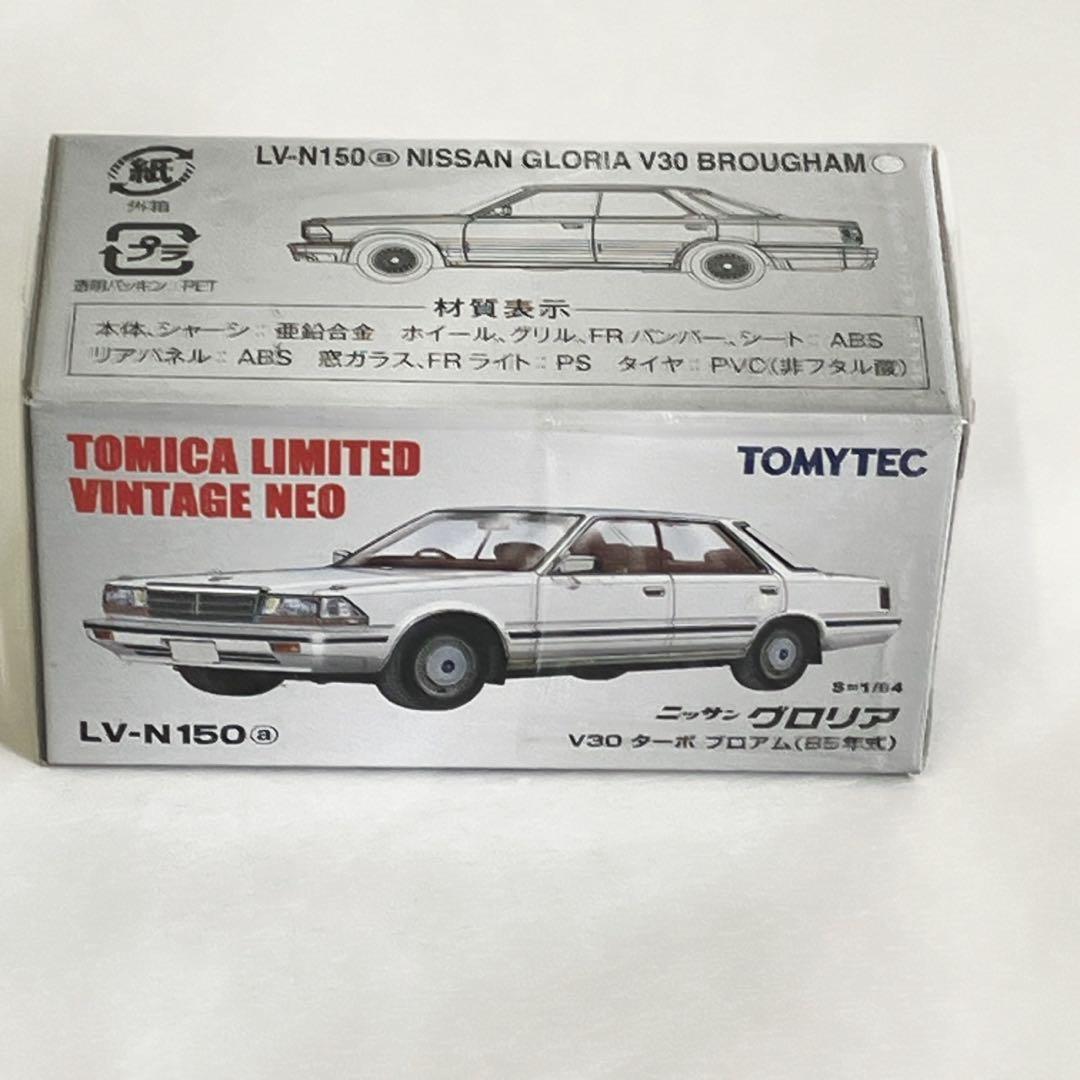 LV-N150ⓐ NISSAN GLORIA V30 BROUGHAM
紙
外箱
プラ
透明パッキン:PET
材質表示
本体、シャーシ:亜鉛合金 ホイール、グリル、FRバンパー、シート:ABS
リアパネル:ABS 窓ガラス、FRライト:PS タイヤ:PVC(非フタル酸)
TOMICA LIMITED
VINTAGE NEO
TOMYTEC
S=1/64
LV-N150ⓐ
ニッサン グロリア
V30 ターボ ブロアム(85年式)